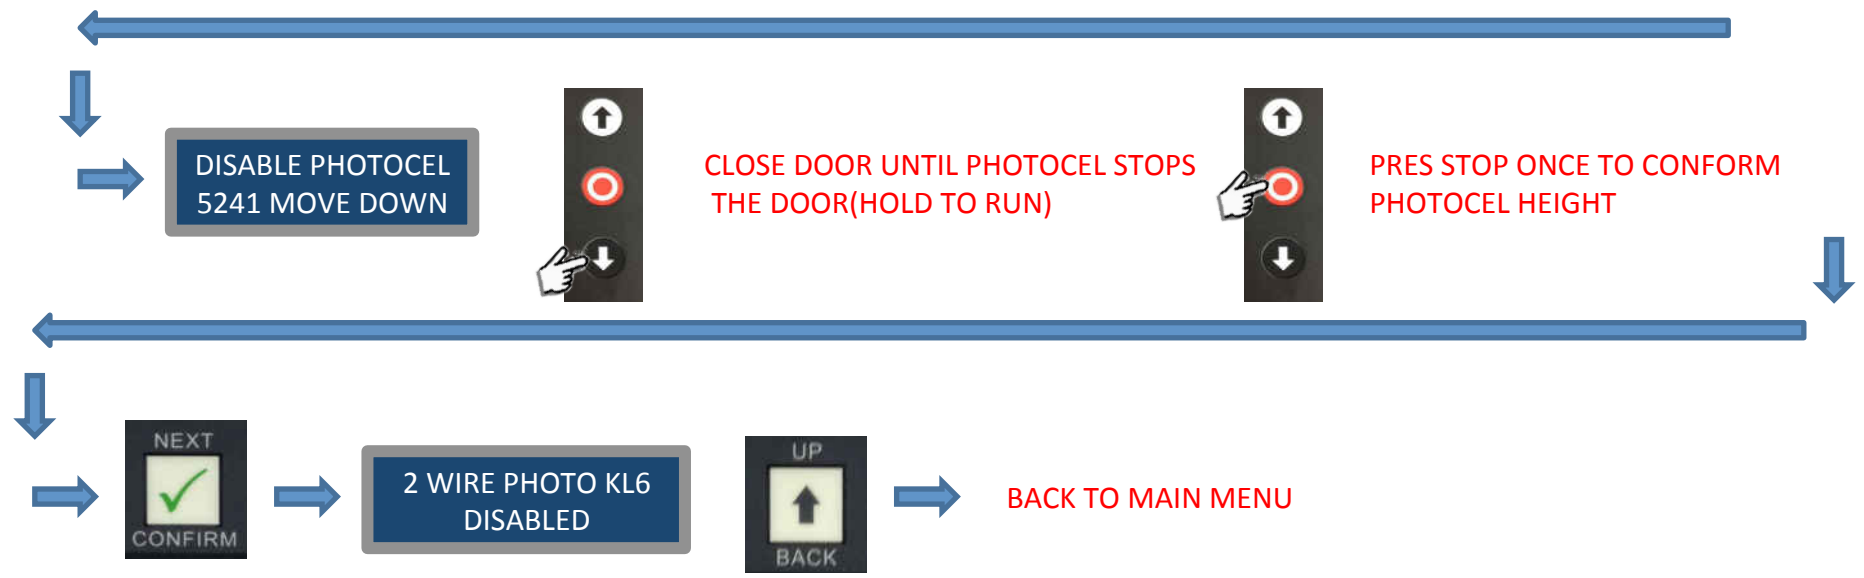 DISABLE PHOTOCEL
5241 MOVE DOWN
CLOSE DOOR UNTIL PHOTOCEL STOPS
THE DOOR(HOLD TO RUN)
PRES STOP ONCE TO CONFORM
PHOTOCEL HEIGHT
NEXT
CONFIRM
2 WIRE PHOTO KL6
DISABLED
UP
BACK
BACK TO MAIN MENU